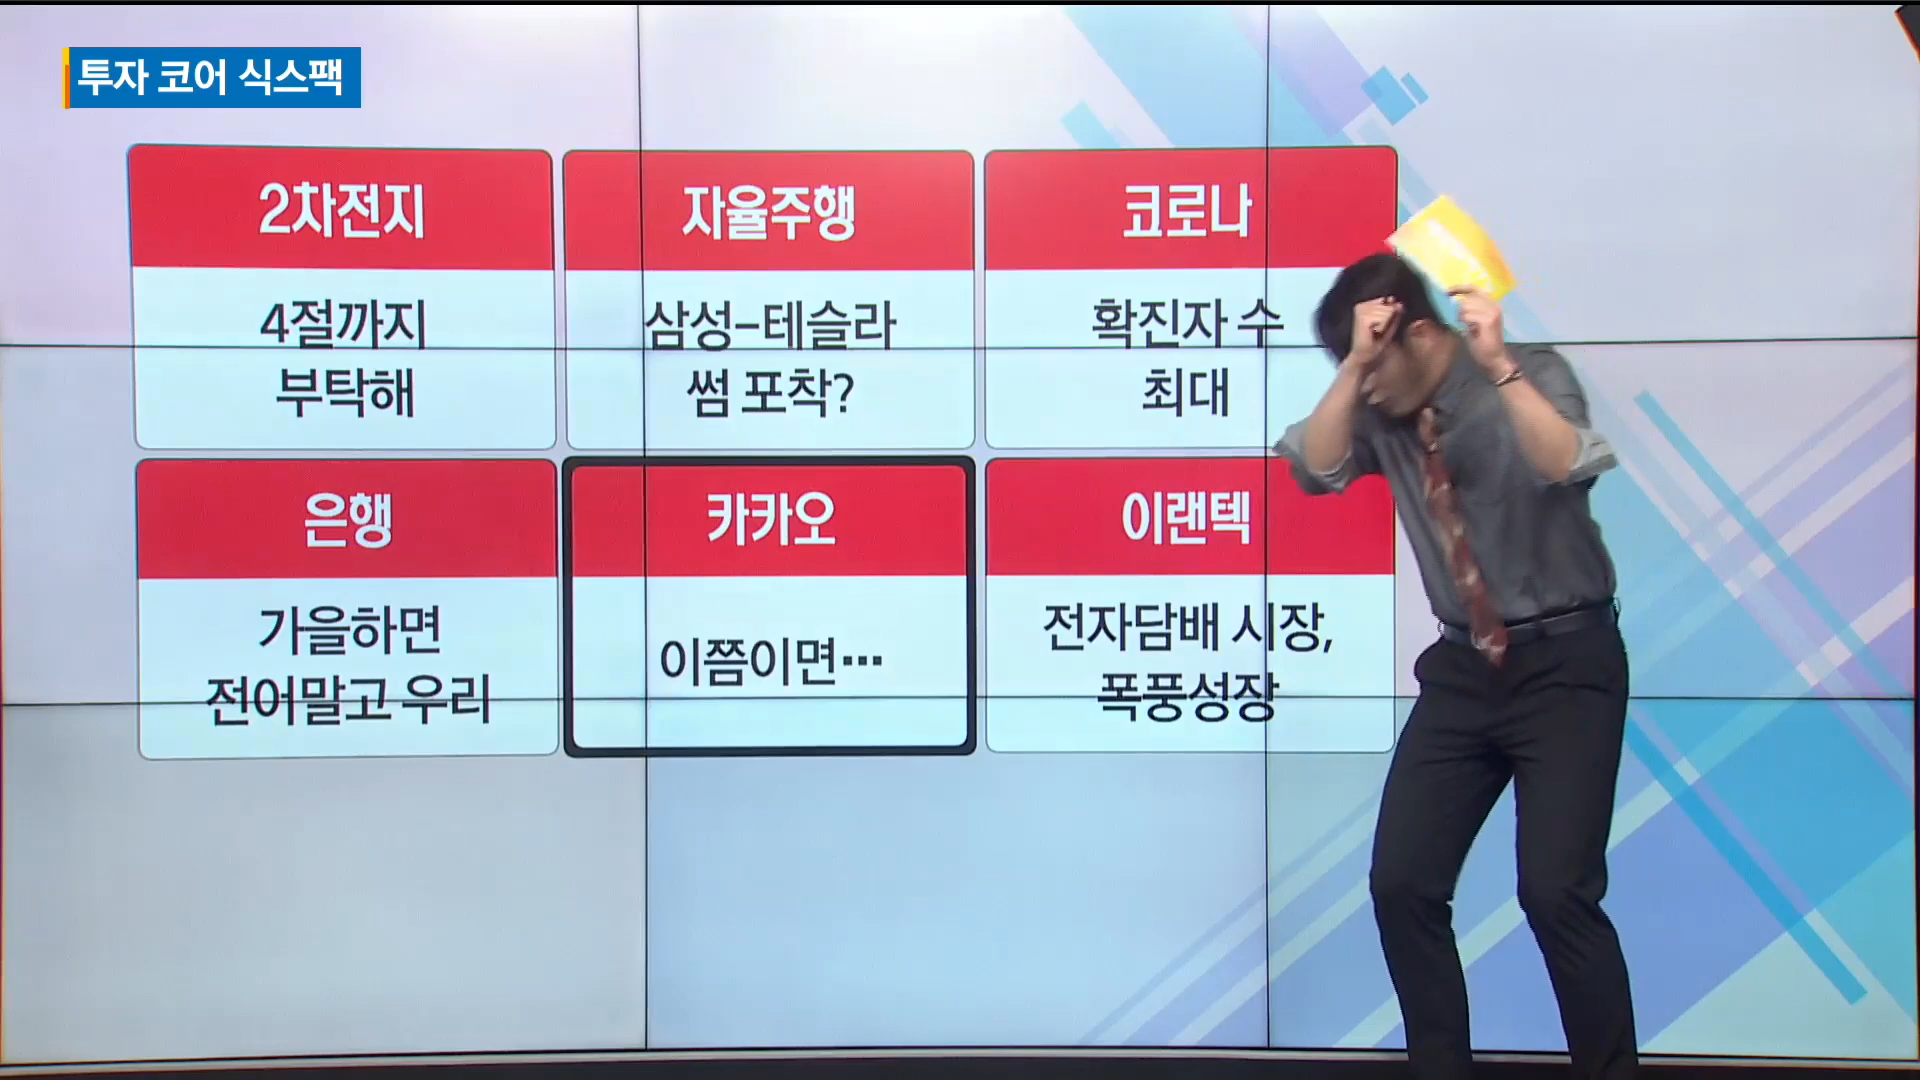 투자 코어 식스팩
2차전지
4절까지
부탁해
자율주행
삼성-테슬라
썸 포착?
코로나
확진자 수
최대
은행
가을하면
전어말고 우리
카카오
이쯤이면…
이랜텍
전자담배 시장,
폭풍성장